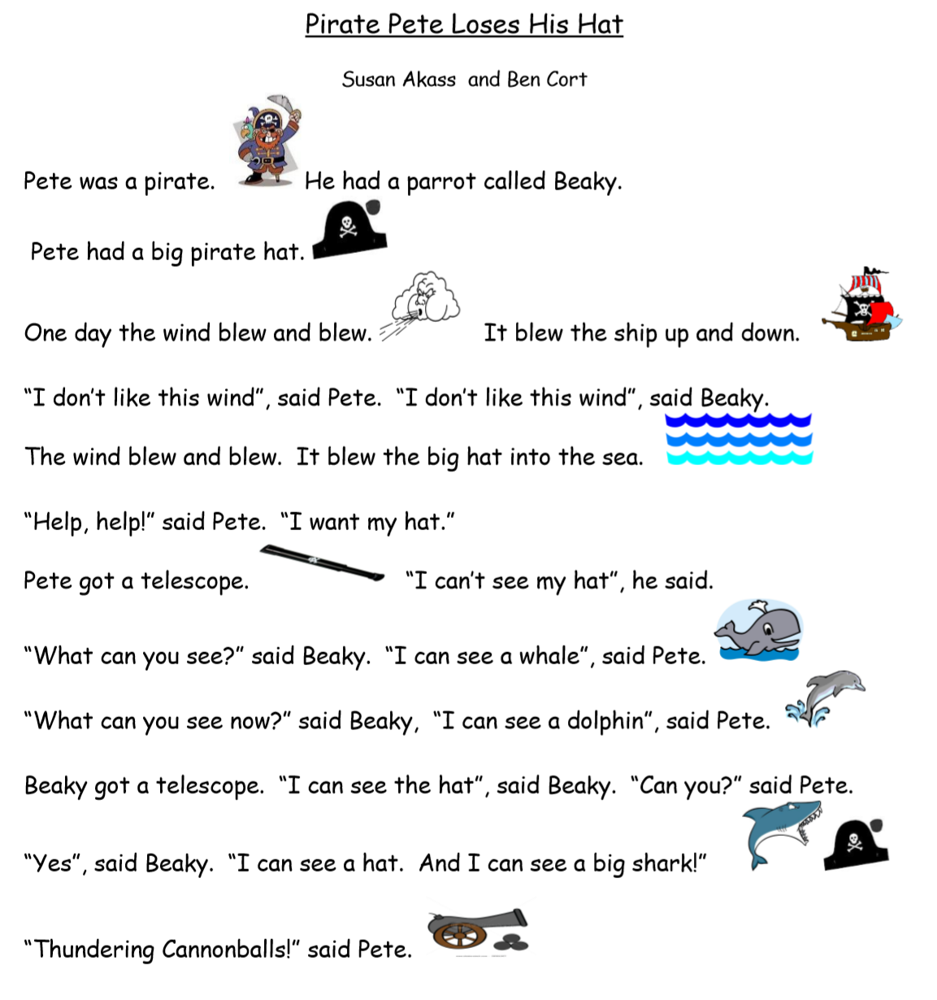 Pirate Pete Loses His Hat
Susan Akass  and Ben Cort
Pete was a pirate. He had a parrot called Beaky.
Pete had a big pirate hat.
One day the wind blew and blew. It blew the ship up and down.
“I don’t like this wind”, said Pete.  “I don’t like this wind”, said Beaky.
The wind blew and blew.  It blew the big hat into the sea.
“Help, help!” said Pete.  “I want my hat.”
Pete got a telescope. “I can’t see my hat”, he said.
“What can you see?” said Beaky.  “I can see a whale”, said Pete.
“What can you see now?” said Beaky,  “I can see a dolphin”, said Pete.
Beaky got a telescope.  “I can see the hat”, said Beaky.  “Can you?” said Pete.
“Yes”, said Beaky.  “I can see a hat.  And I can see a big shark!”
“Thundering Cannonballs!” said Pete.